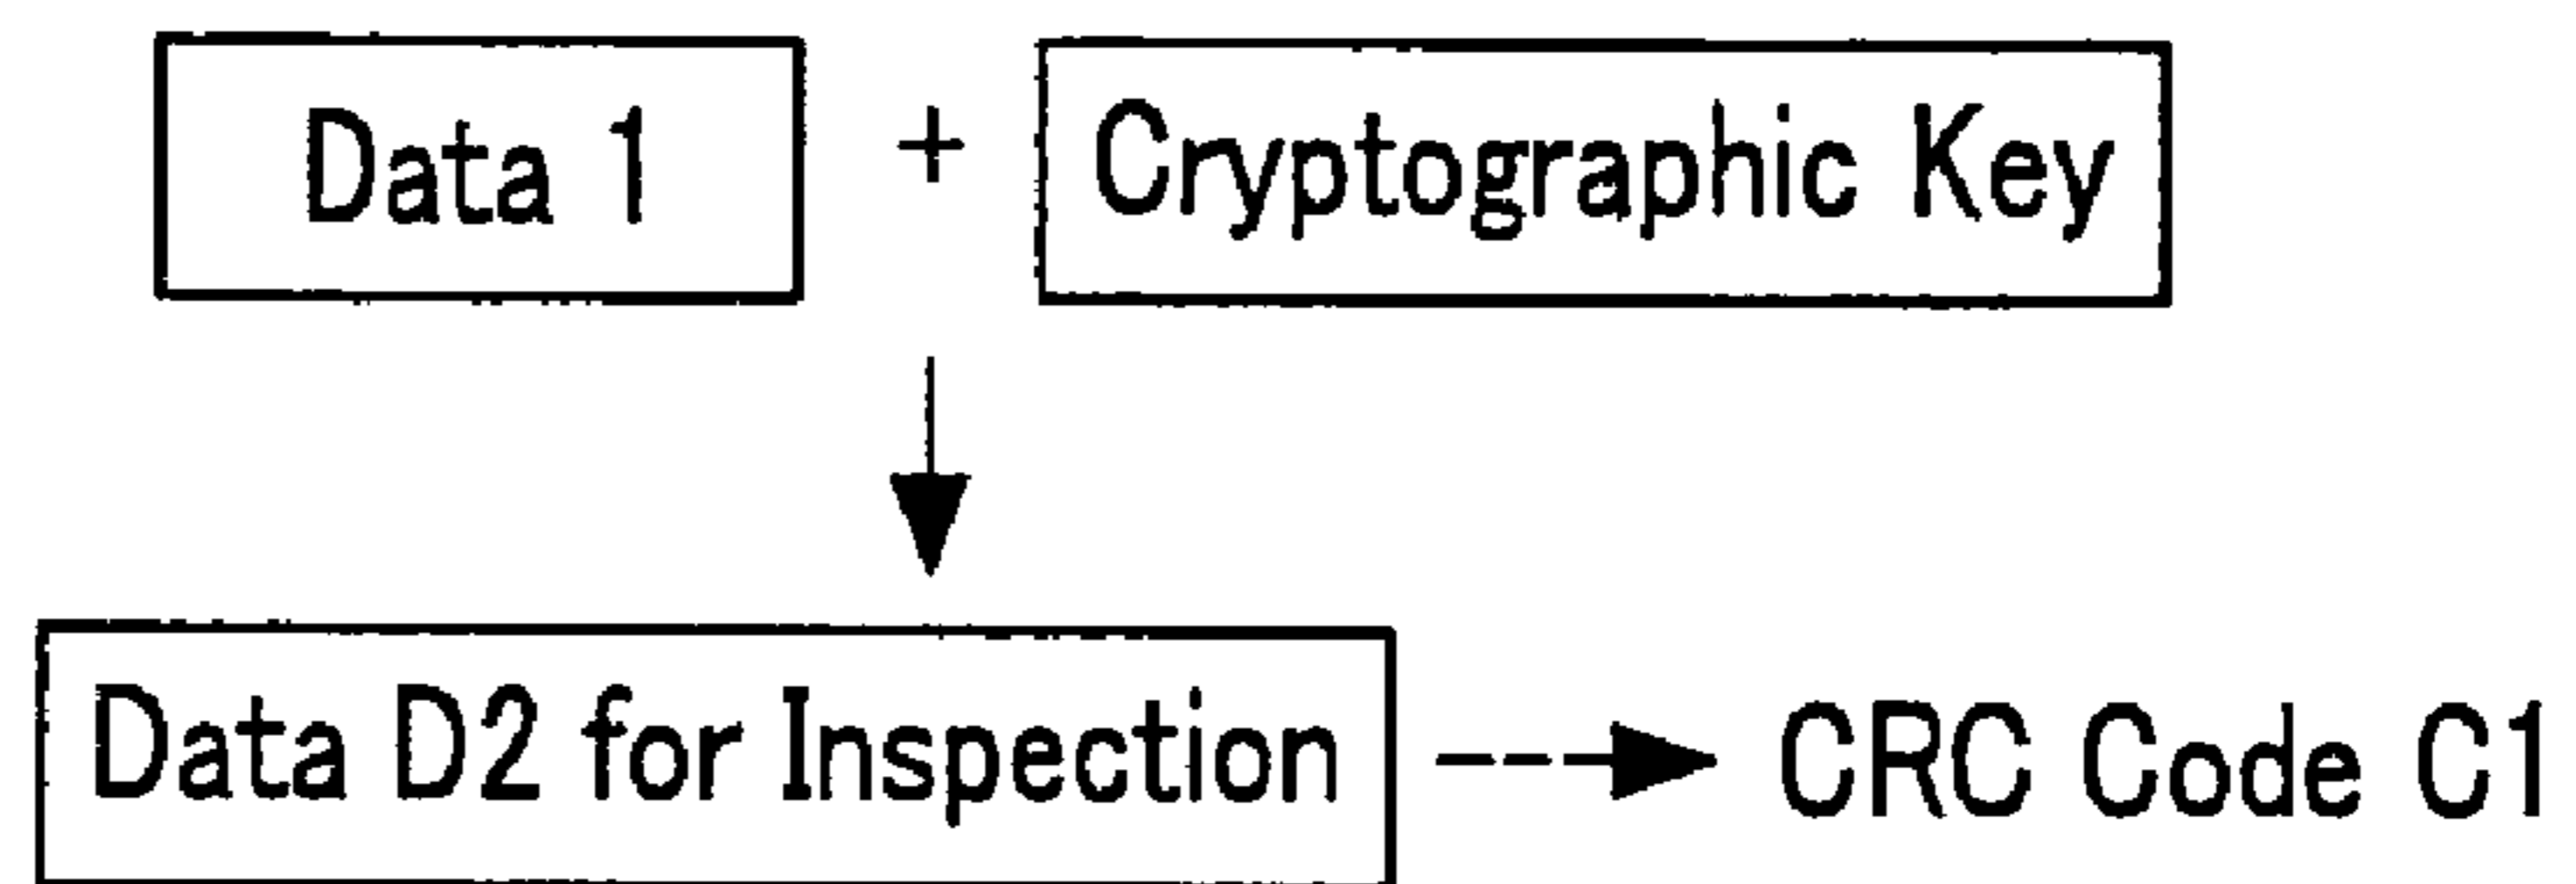 Data 1 + Cryptographic Key
Data D2 for Inspection CRC Code C1